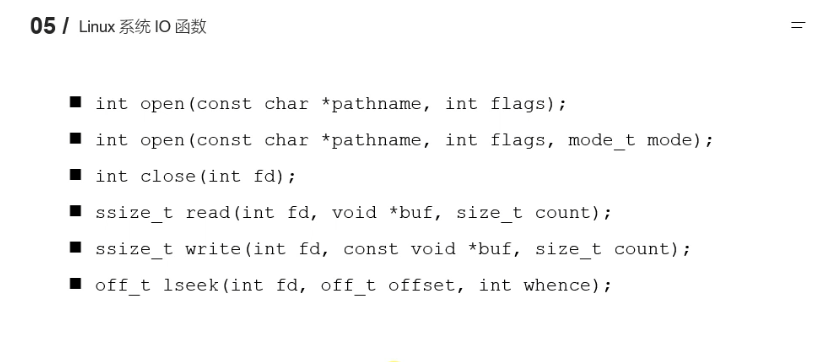 05 / Linux 系统 IO 函数
■ int open(const char *pathname, int flags);
■ int open(const char *pathname, int flags, mode_t mode);
■ int close(int fd);
■ ssize_t read(int fd, void *buf, size_t count);
■ ssize_t write(int fd, const void *buf, size_t count);
■ off_t lseek(int fd, off_t offset, int whence);